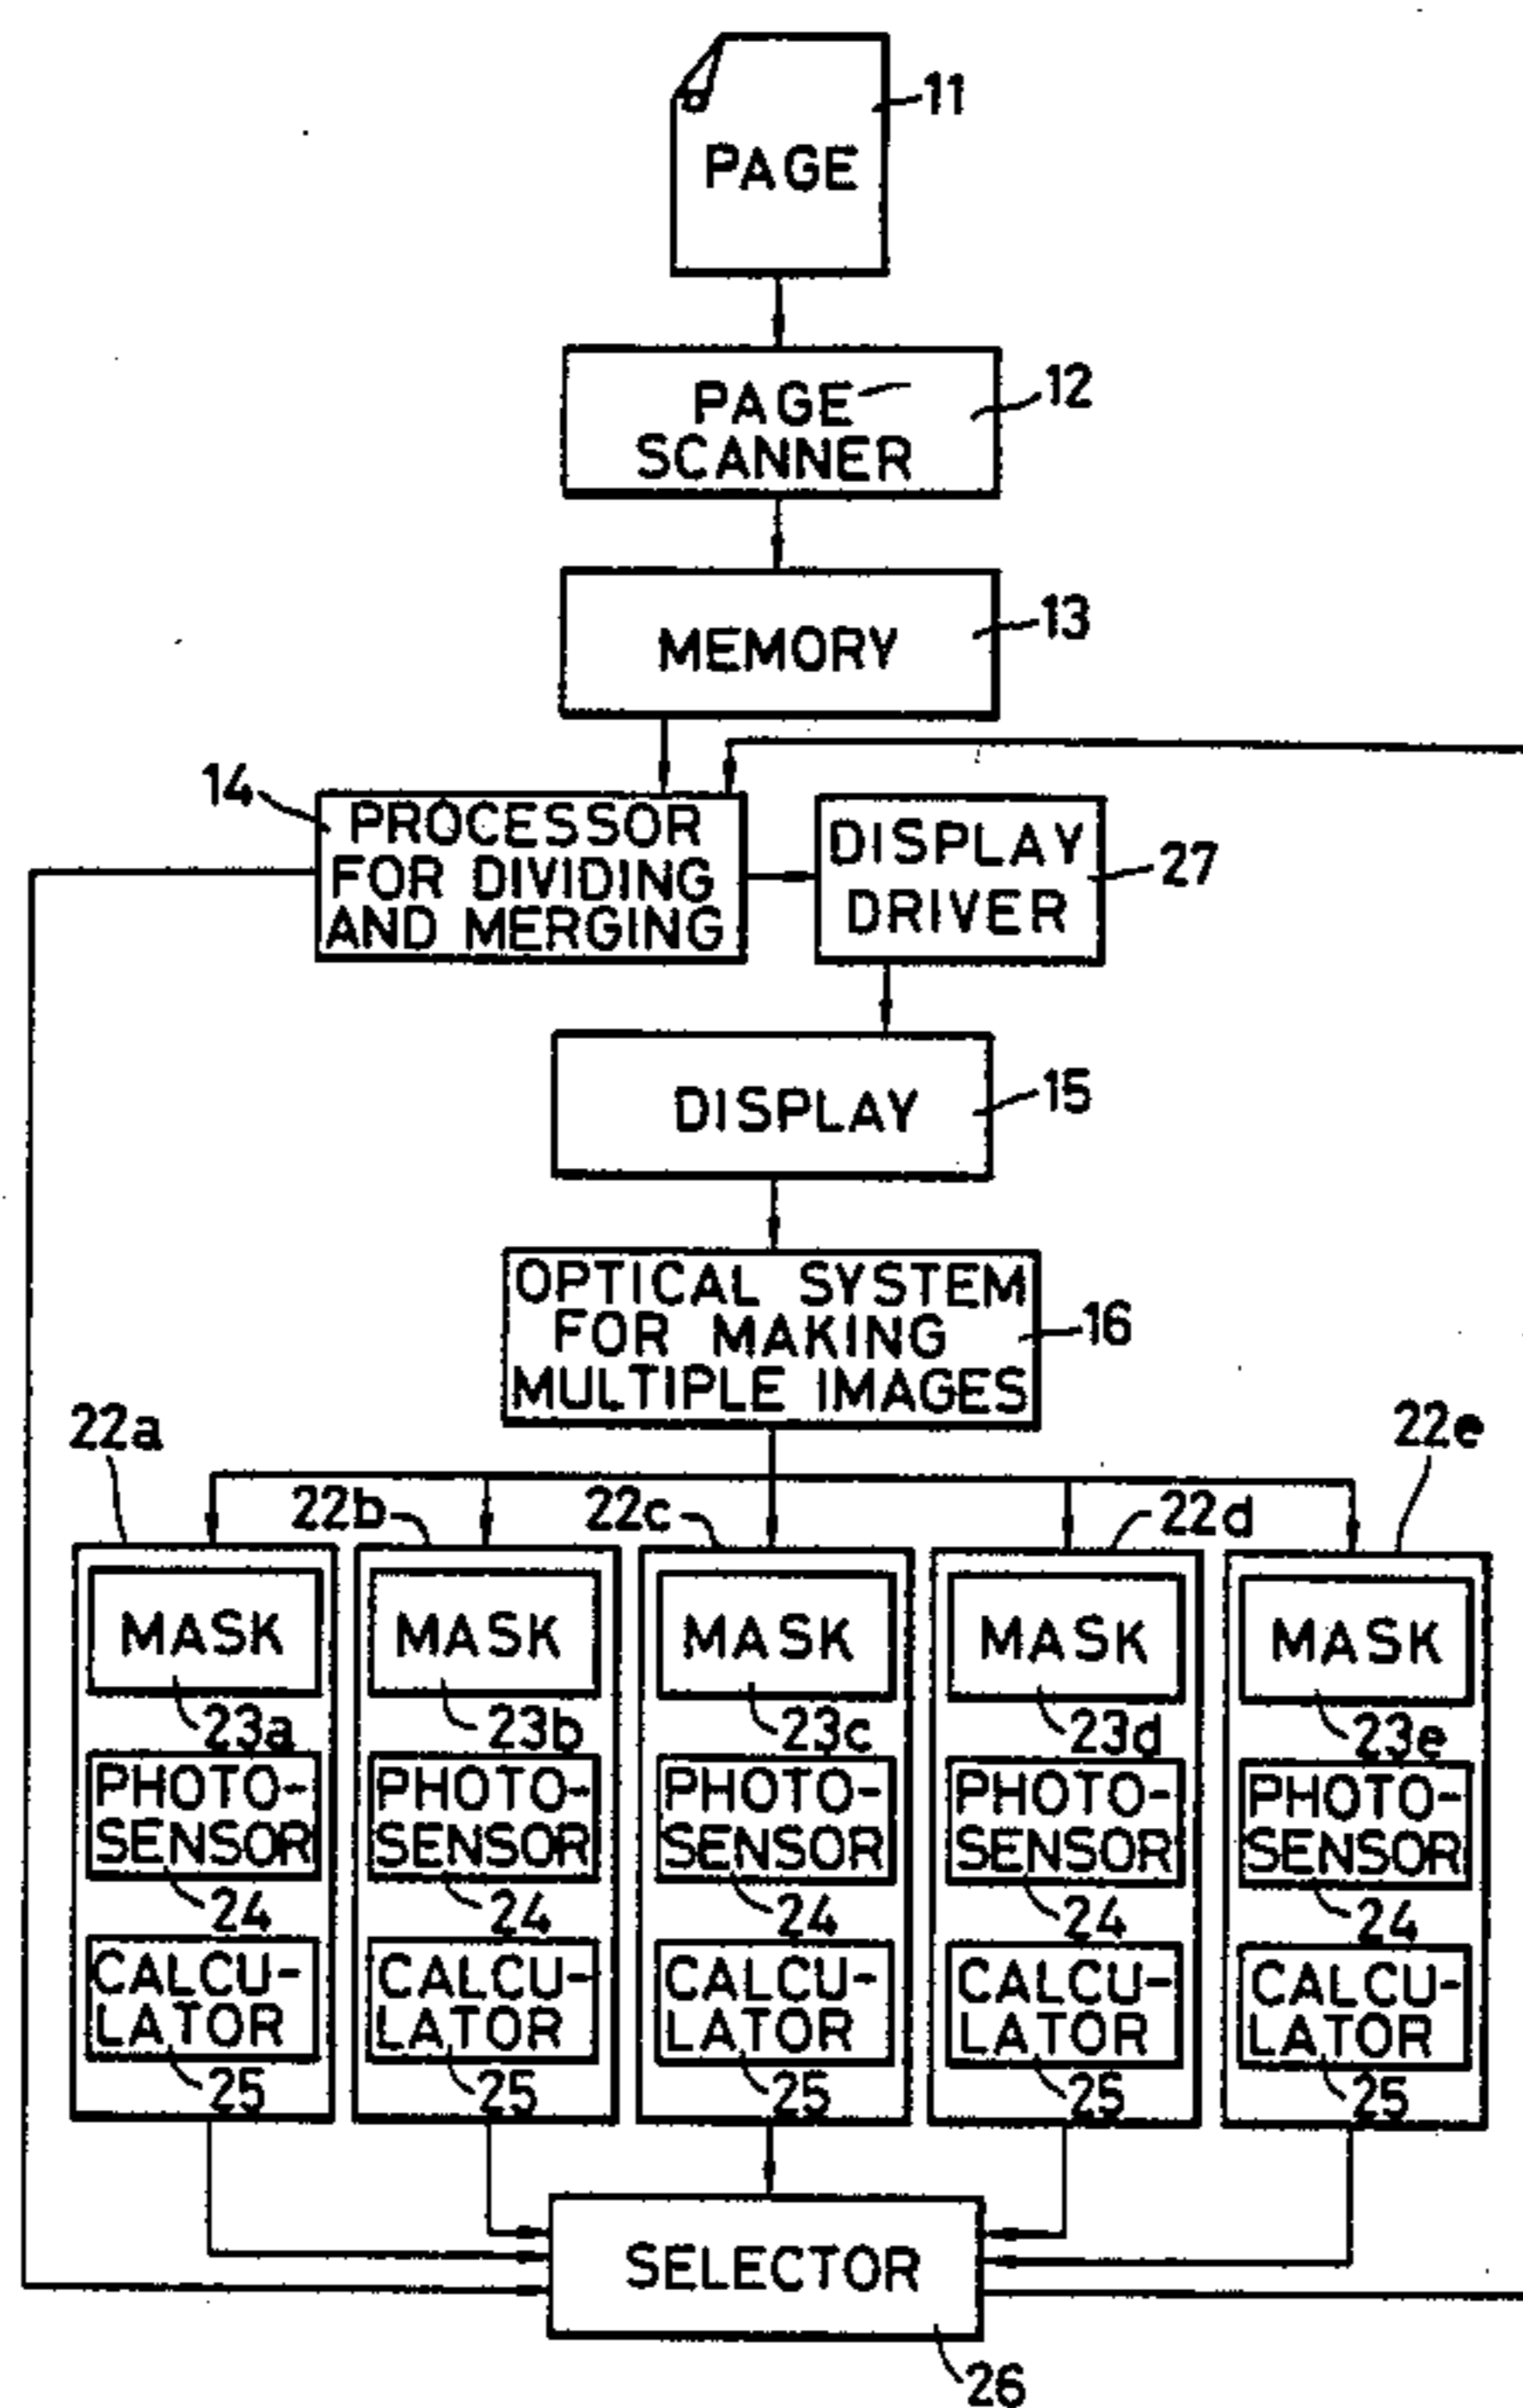 11
PAGE
PAGE
SCANNER
12
MEMORY
13
14
PROCESSOR
FOR DIVIDING
AND MERGING
DISPLAY
DRIVER
27
DISPLAY
15
OPTICAL SYSTEM
FOR MAKING
MULTIPLE IMAGES
16
22a
22b
22c
22d
22e
MASK
MASK
MASK
MASK
MASK
23a
23b
23c
23d
23e
PHOTO-
SENSOR
PHOTO-
SENSOR
PHOTO-
SENSOR
PHOTO-
SENSOR
PHOTO-
SENSOR
24
24
24
24
24
CALCU-
LATOR
CALCU-
LATOR
CALCU-
LATOR
CALCU-
LATOR
CALCU-
LATOR
25
25
25
25
25
SELECTOR
26